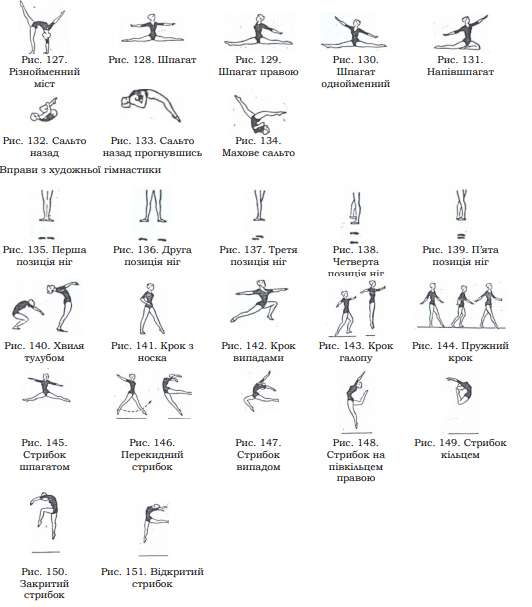 Рис. 127.
Різнойменний
міст
Рис. 128. Шпагат
Рис. 129.
Шпагат правою
Рис. 130.
Шпагат
однойменний
Рис. 131.
Напівшпагат
Рис. 132. Сальто
назад
Рис. 133. Сальто
назад прогнувшись
Рис. 134.
Махове сальто
Вправи з художньої гімнастики
Рис. 135. Перша
позиція ніг
Рис. 136. Друга
позиція ніг
Рис. 137. Третя
позиція ніг
Рис. 138.
Четверта
позиція ніг
Рис. 139. П'ята
позиція ніг
Рис. 140. Хвиля
тулубом
Рис. 141. Крок з
носка
Рис. 142. Крок
випадами
Рис. 143. Крок
галопу
Рис. 144. Пружний
крок
Рис. 145.
Стрибок
шпагатом
Рис. 146.
Перекидний
стрибок
Рис. 147.
Стрибок
випадом
Рис. 148.
Стрибок на
півкільцем
правою
Рис. 149. Стрибок
кільцем
Рис. 150.
Закритий
стрибок
Рис. 151. Відкритий
стрибок